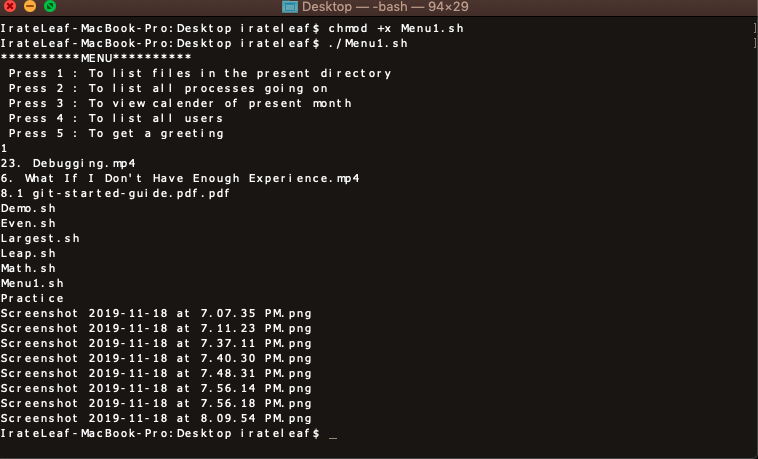 Desktop — -bash — 94×29
IrateLeaf-MacBook-Pro:Desktop irateleaf$ chmod +x Menu1.sh
IrateLeaf-MacBook-Pro:Desktop irateleaf$ ./Menu1.sh
**********MENU**********
 Press 1 : To list files in the present directory
 Press 2 : To list all processes going on
 Press 3 : To view calender of present month
 Press 4 : To list all users
 Press 5 : To get a greeting
1
23. Debugging.mp4
6. What If I Don't Have Enough Experience.mp4
8.1 git-started-guide.pdf.pdf
Demo.sh
Even.sh
Largest.sh
Leap.sh
Math.sh
Menu1.sh
Practice
Screenshot 2019-11-18 at 7.07.35 PM.png
Screenshot 2019-11-18 at 7.11.23 PM.png
Screenshot 2019-11-18 at 7.37.11 PM.png
Screenshot 2019-11-18 at 7.40.30 PM.png
Screenshot 2019-11-18 at 7.48.31 PM.png
Screenshot 2019-11-18 at 7.56.14 PM.png
Screenshot 2019-11-18 at 7.56.18 PM.png
Screenshot 2019-11-18 at 8.09.54 PM.png
IrateLeaf-MacBook-Pro:Desktop irateleaf$ _